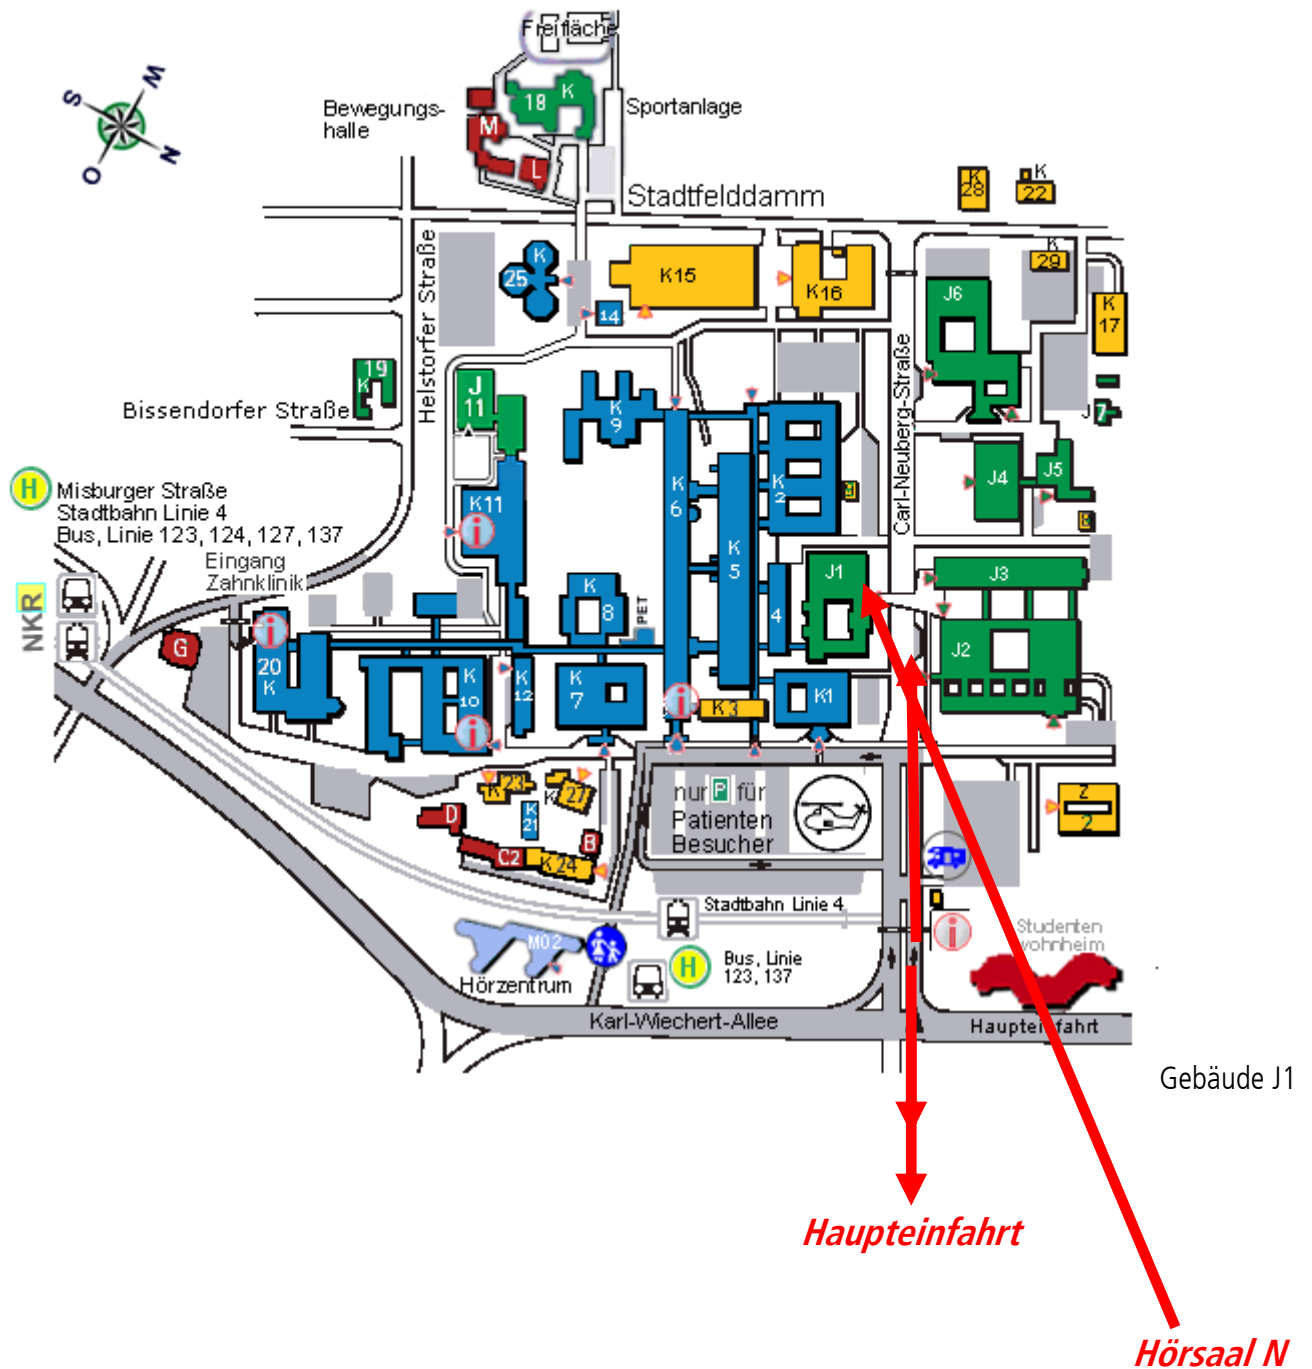 Freifläche
W
S
N
O
Bewegungs-
halle
18 K
M
L
Sportanlage
Stadtfelddamm
K
28
K
22
K
29
K
17
Helstorfer Straße
K
25
14
K15
K16
J6
Carl-Neuberg-Straße
19
K
Bissendorfer Straße
J
11
K
9
J
7
H
Misburger Straße
Stadtbahn Linie 4
Bus, Linie 123, 124, 127, 137
K11
i
K
6
K
2
K
5
J4
J5
Eingang
Zahnklinik
NKR
K
8
PET
4
J1
J3
J2
G
i
20
K
K
10
i
K
12
K
7
i
K3
K1
K 23
K 27
K
21
D
C2
K24
B
nur P für
Patienten
Besucher
Z
2
Stadtbahn Linie 4
i
Studenten
wohnheim
M02
Hörzentrum
H
Bus, Linie
123, 137
Karl-Wiechert-Allee
Haupteinfahrt
Gebäude J1
Haupteinfahrt
Hörsaal N